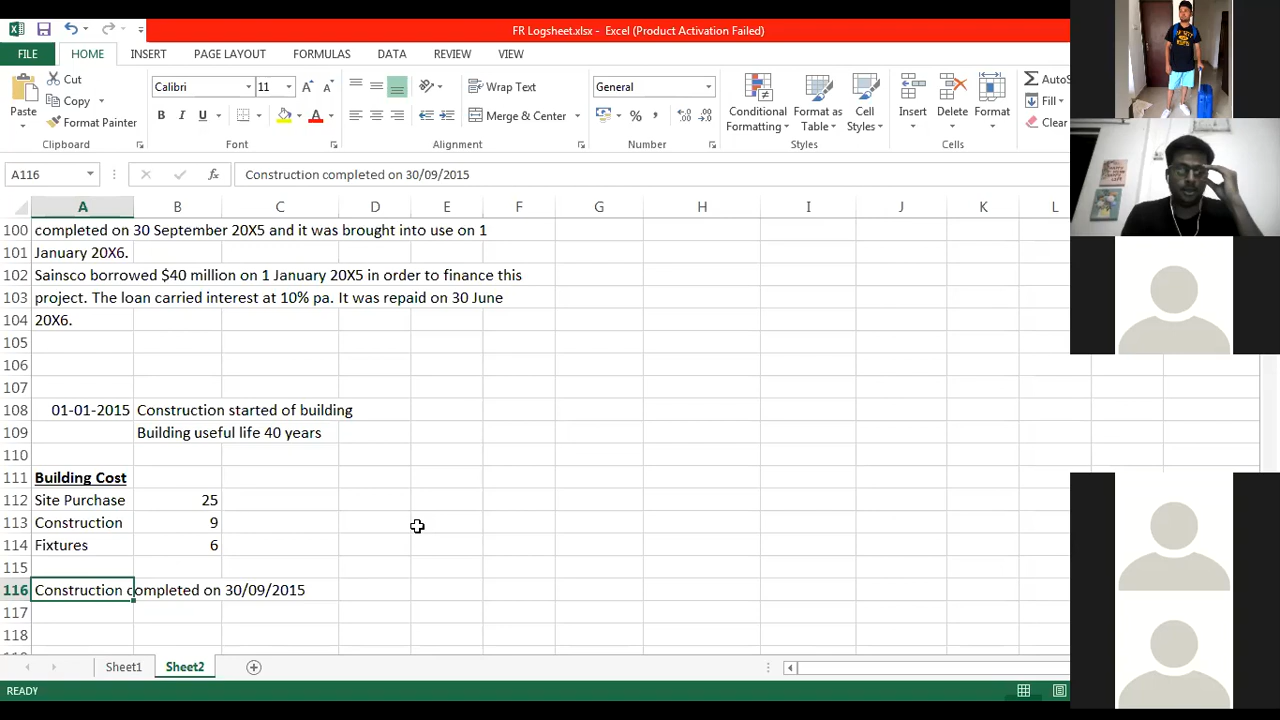 FR Logsheet.xlsx - Excel (Product Activation Failed)
FILE HOME INSERT PAGE LAYOUT FORMULAS DATA REVIEW VIEW
Cut
Copy
Format Painter
Paste
Clipboard
Calibri 11
B I U
Font
Wrap Text
Merge & Center
Alignment
General
%
Number
Conditional Formatting
Format as Table
Cell Styles
Styles
Insert Delete Format
Cells
AutoS
Fill
Clear
A116 fx Construction completed on 30/09/2015
A B C D E F G H I J K L
100 completed on 30 September 20X5 and it was brought into use on 1
101 January 20X6.
102 Sainsco borrowed $40 million on 1 January 20X5 in order to finance this
103 project. The loan carried interest at 10% pa. It was repaid on 30 June
104 20X6.
105
106
107
108 01-01-2015 Construction started of building
109 Building useful life 40 years
110
111 Building Cost
112 Site Purchase 25
113 Construction 9
114 Fixtures 6
115
116 Construction completed on 30/09/2015
117
118
Sheet1 Sheet2
READY